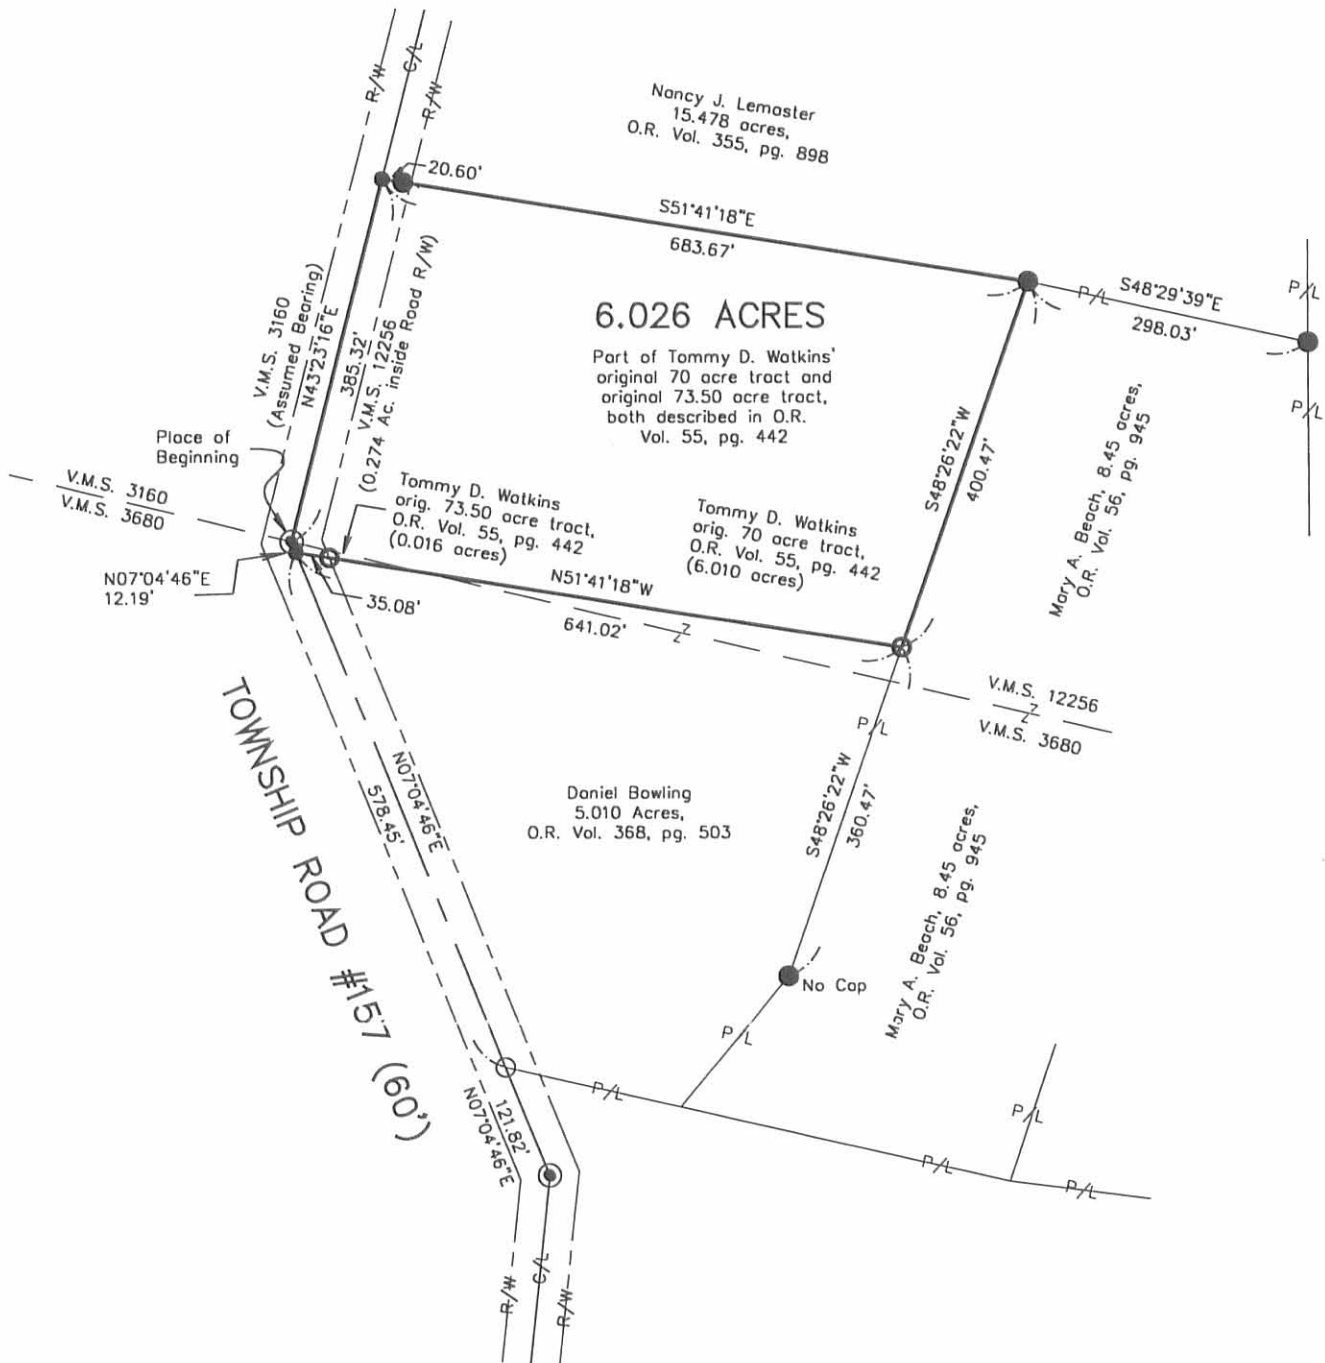 R/W
C/L
R/W
Nancy J. Lemaster
15.478 acres,
O.R. Vol. 355, pg. 898
20.60'
S51°41'18"E
683.67'
P/L
S48°29'39"E
298.03'
P/L
P/L
V.M.S. 3160
(Assumed Bearing)
N43°23'16"E
385.32'
V.M.S. 12256
(0.274 Ac. inside Road R/W)
6.026 ACRES
Part of Tommy D. Watkins'
original 70 acre tract and
original 73.50 acre tract,
both described in O.R.
Vol. 55, pg. 442
S48°26'22"W
400.47'
Mary A. Beach, 8.45 acres,
O.R. Vol. 56, pg. 945
Place of
Beginning
V.M.S. 3160
V.M.S. 3680
Tommy D. Watkins
orig. 73.50 acre tract,
O.R. Vol. 55, pg. 442
(0.016 acres)
Tommy D. Watkins
orig. 70 acre tract,
O.R. Vol. 55, pg. 442
(6.010 acres)
N07°04'46"E
12.19'
35.08'
N51°41'18"W
641.02'
Z
V.M.S. 12256
Z
V.M.S. 3680
P/L
TOWNSHIP ROAD #157 (60')
N07°04'46"E
578.45'
Daniel Bowling
5.010 Acres,
O.R. Vol. 368, pg. 503
S48°26'22"W
360.47'
Mary A. Beach, 8.45 acres,
O.R. Vol. 56, pg. 945
No Cap
P/L
P/L
121.82'
N07°04'46"E
P/L
P/L
P/L
R/W
C/L
R/W